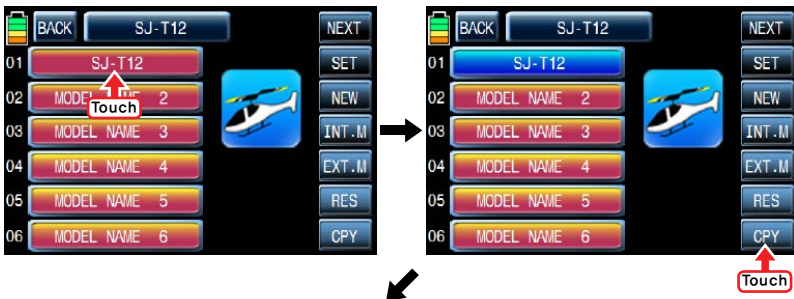 BACK SJ-T12 NEXT
01 SJ-T12 SET
02 MODEL NAME 2 NEW
Touch
03 MODEL NAME 3 INT.M
04 MODEL NAME 4 EXT.M
05 MODEL NAME 5 RES
06 MODEL NAME 6 CPY
BACK SJ-T12 NEXT
01 SJ-T12 SET
02 MODEL NAME 2 NEW
03 MODEL NAME 3 INT.M
04 MODEL NAME 4 EXT.M
05 MODEL NAME 5 RES
06 MODEL NAME 6 CPY
Touch